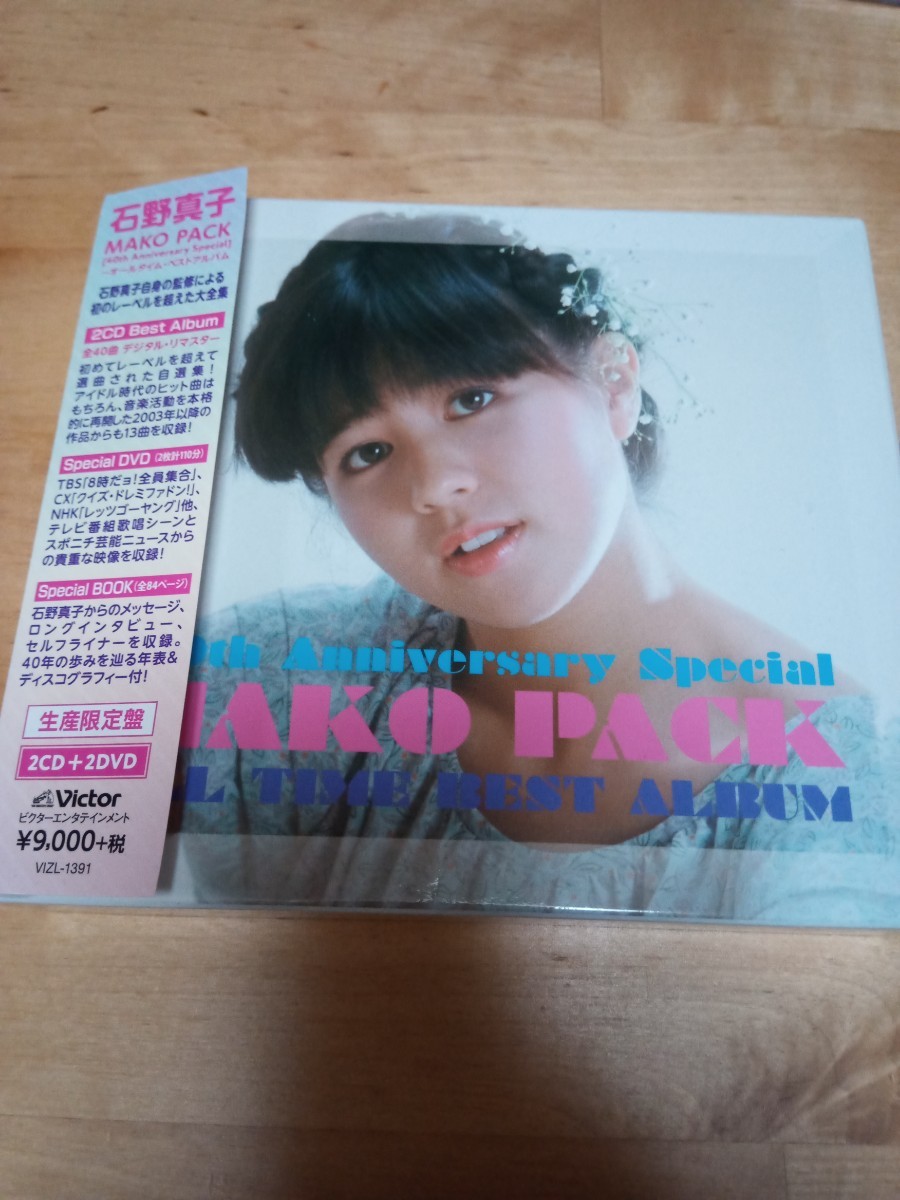 石野真子
MAKO PACK
[40th Anniversary Special]
~オールタイム・ベストアルバム
石野真子自身の監修による
初のレーベルを超えた大全集
2CD Best Album
全40曲 デジタル・リマスター
初めてレーベルを超えて
選曲された自選集!
アイドル時代のヒット曲は
もちろん、音楽活動を本格
的に再開した2003年以降の
作品からも13曲を収録!
Special DVD (2枚計110分)
TBS「8時だョ!全員集合」、
CX「クイズ・ドレミファドン!」、
NHK「レッツゴーヤング」他、
テレビ番組歌唱シーンと
スポニチ芸能ニュースから
の貴重な映像を収録!
Special BOOK (全84ページ)
石野真子からのメッセージ、
ロングインタビュー、
セルフライナーを収録。
40年の歩みを辿る年表&
ディスコグラフィー付!
生産限定盤
2CD+2DVD
Victor
ビクターエンタテインメント
¥9,000+税
VIZL-1391
0th Anniversary Special
MAKO PACK
LL TIME BEST ALBUM